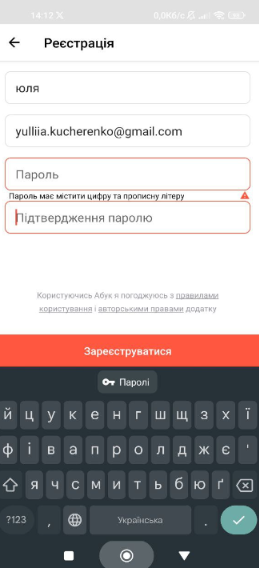 14:12
0,0Кб/с
Реєстрація
юля
yulliia.kucherenko@gmail.com
Пароль
Пароль має містити цифру та прописну літеру
Підтвердження паролю
Користуючись Абук я погоджуюсь з правилами
користування і авторськими правами додатку
Зареєструватися
Паролі
й ц у к е н г ш щ з х ї
ф і в а п р о л д ж є '
я ч с м и т ь б ю ґ
?123 , Українська .